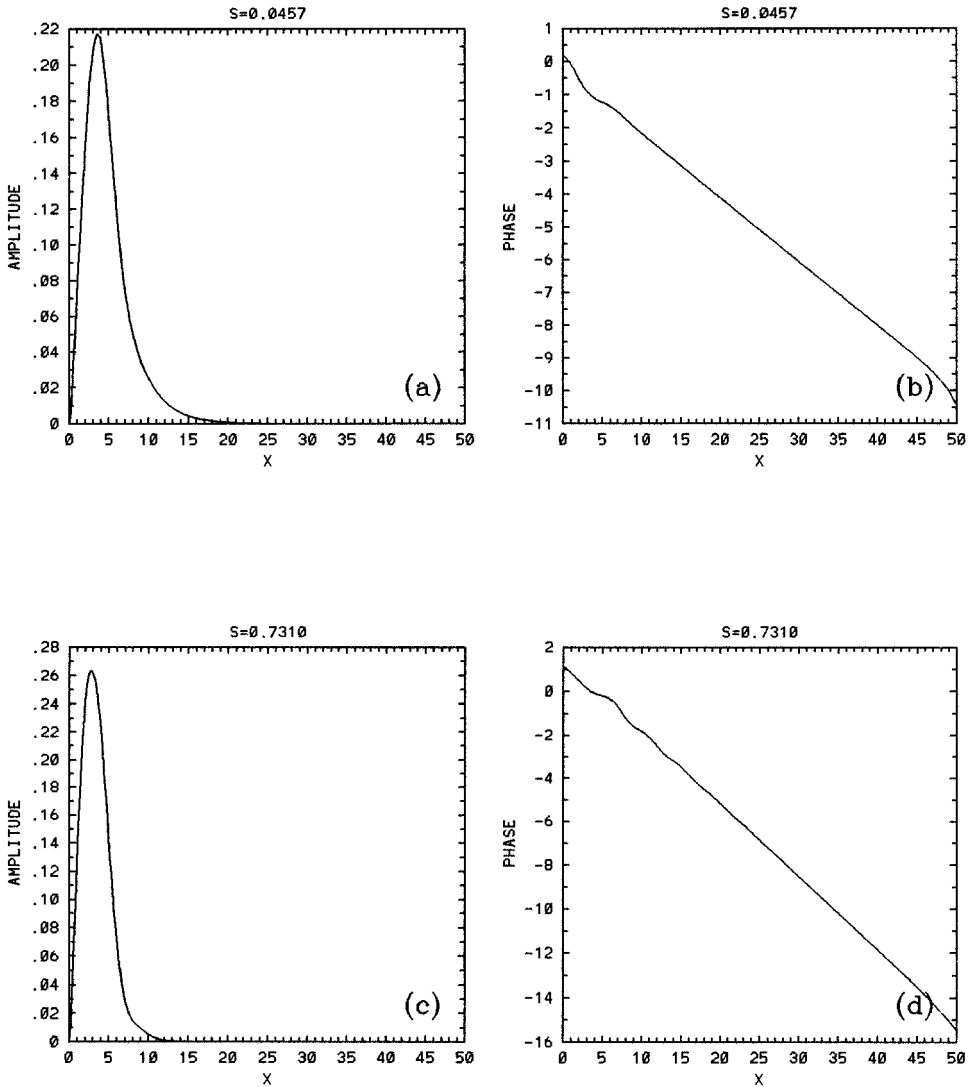 S=0.0457
.22
.20
.18
.16
.14
.12
.10
.08
.06
.04
.02
0
AMPLITUDE
0 5 10 15 20 25 30 35 40 45 50
X
(a)
S=0.0457
1
0
-1
-2
-3
-4
-5
-6
-7
-8
-9
-10
-11
PHASE
0 5 10 15 20 25 30 35 40 45 50
X
(b)
S=0.7310
.28
.26
.24
.22
.20
.18
.16
.14
.12
.10
.08
.06
.04
.02
0
AMPLITUDE
0 5 10 15 20 25 30 35 40 45 50
X
(c)
S=0.7310
2
0
-2
-4
-6
-8
-10
-12
-14
-16
PHASE
0 5 10 15 20 25 30 35 40 45 50
X
(d)